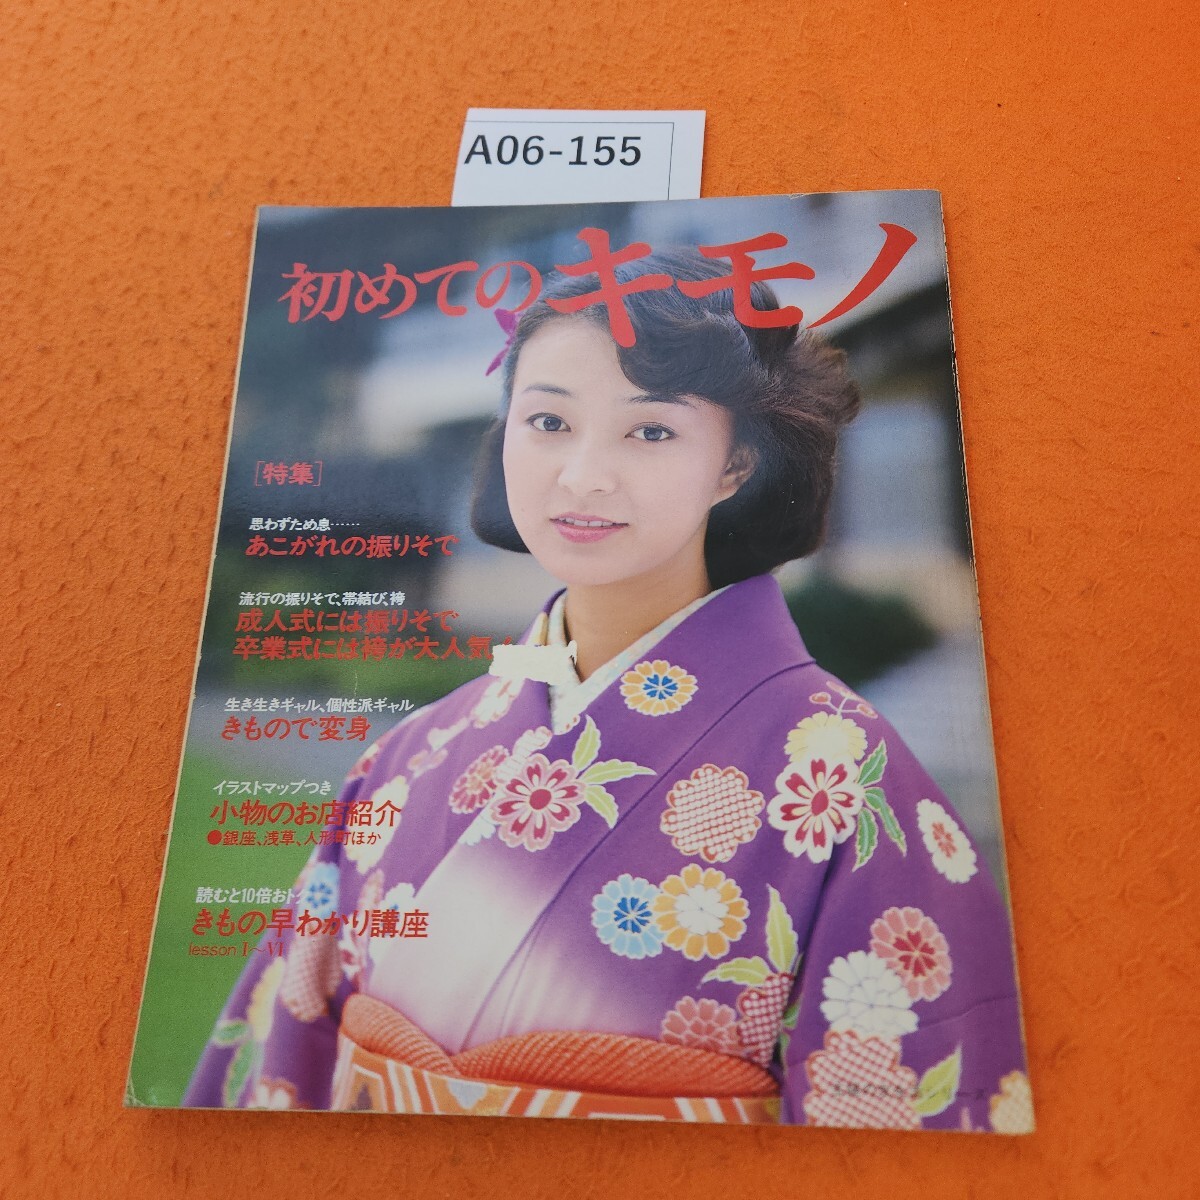 A06-155
初めてのキモノ
[特集]
思わずため息……
あこがれの振りそで
流行の振りそで、帯結び、袴
成人式には振りそで
卒業式には袴が大人気
生き生きギャル、個性派ギャル
きもので変身
イラストマップつき
小物のお店紹介
●銀座、浅草、人形町ほか
読むと10倍おトク
きもの早わかり講座
lesson I〜VI